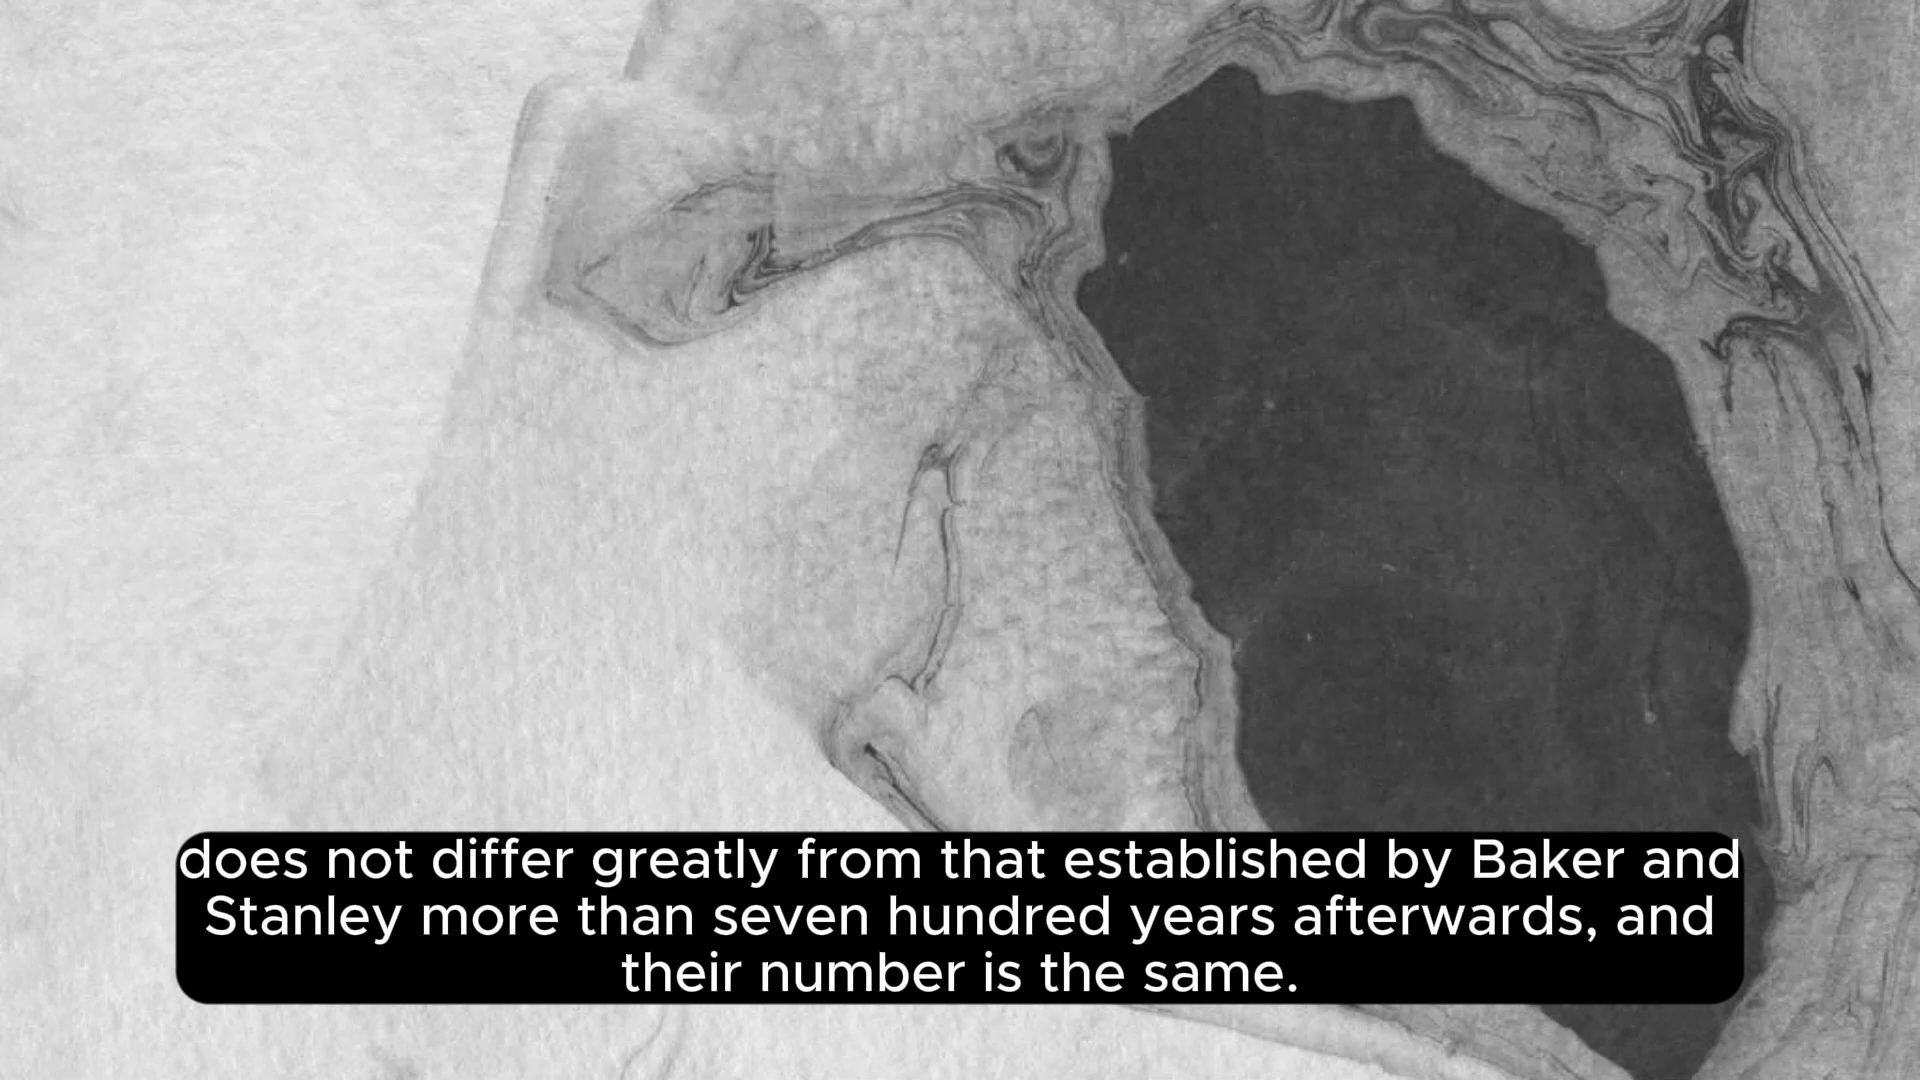 does not differ greatly from that established by Baker and
Stanley more than seven hundred years afterwards, and
their number is the same.